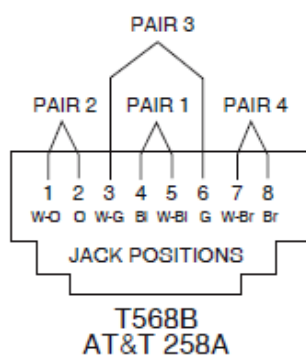 PAIR 3
PAIR 2 PAIR 1 PAIR 4
1 2 3 4 5 6 7 8
W-O O W-G Bl W-Bl G W-Br Br
JACK POSITIONS
T568B
AT&T 258A